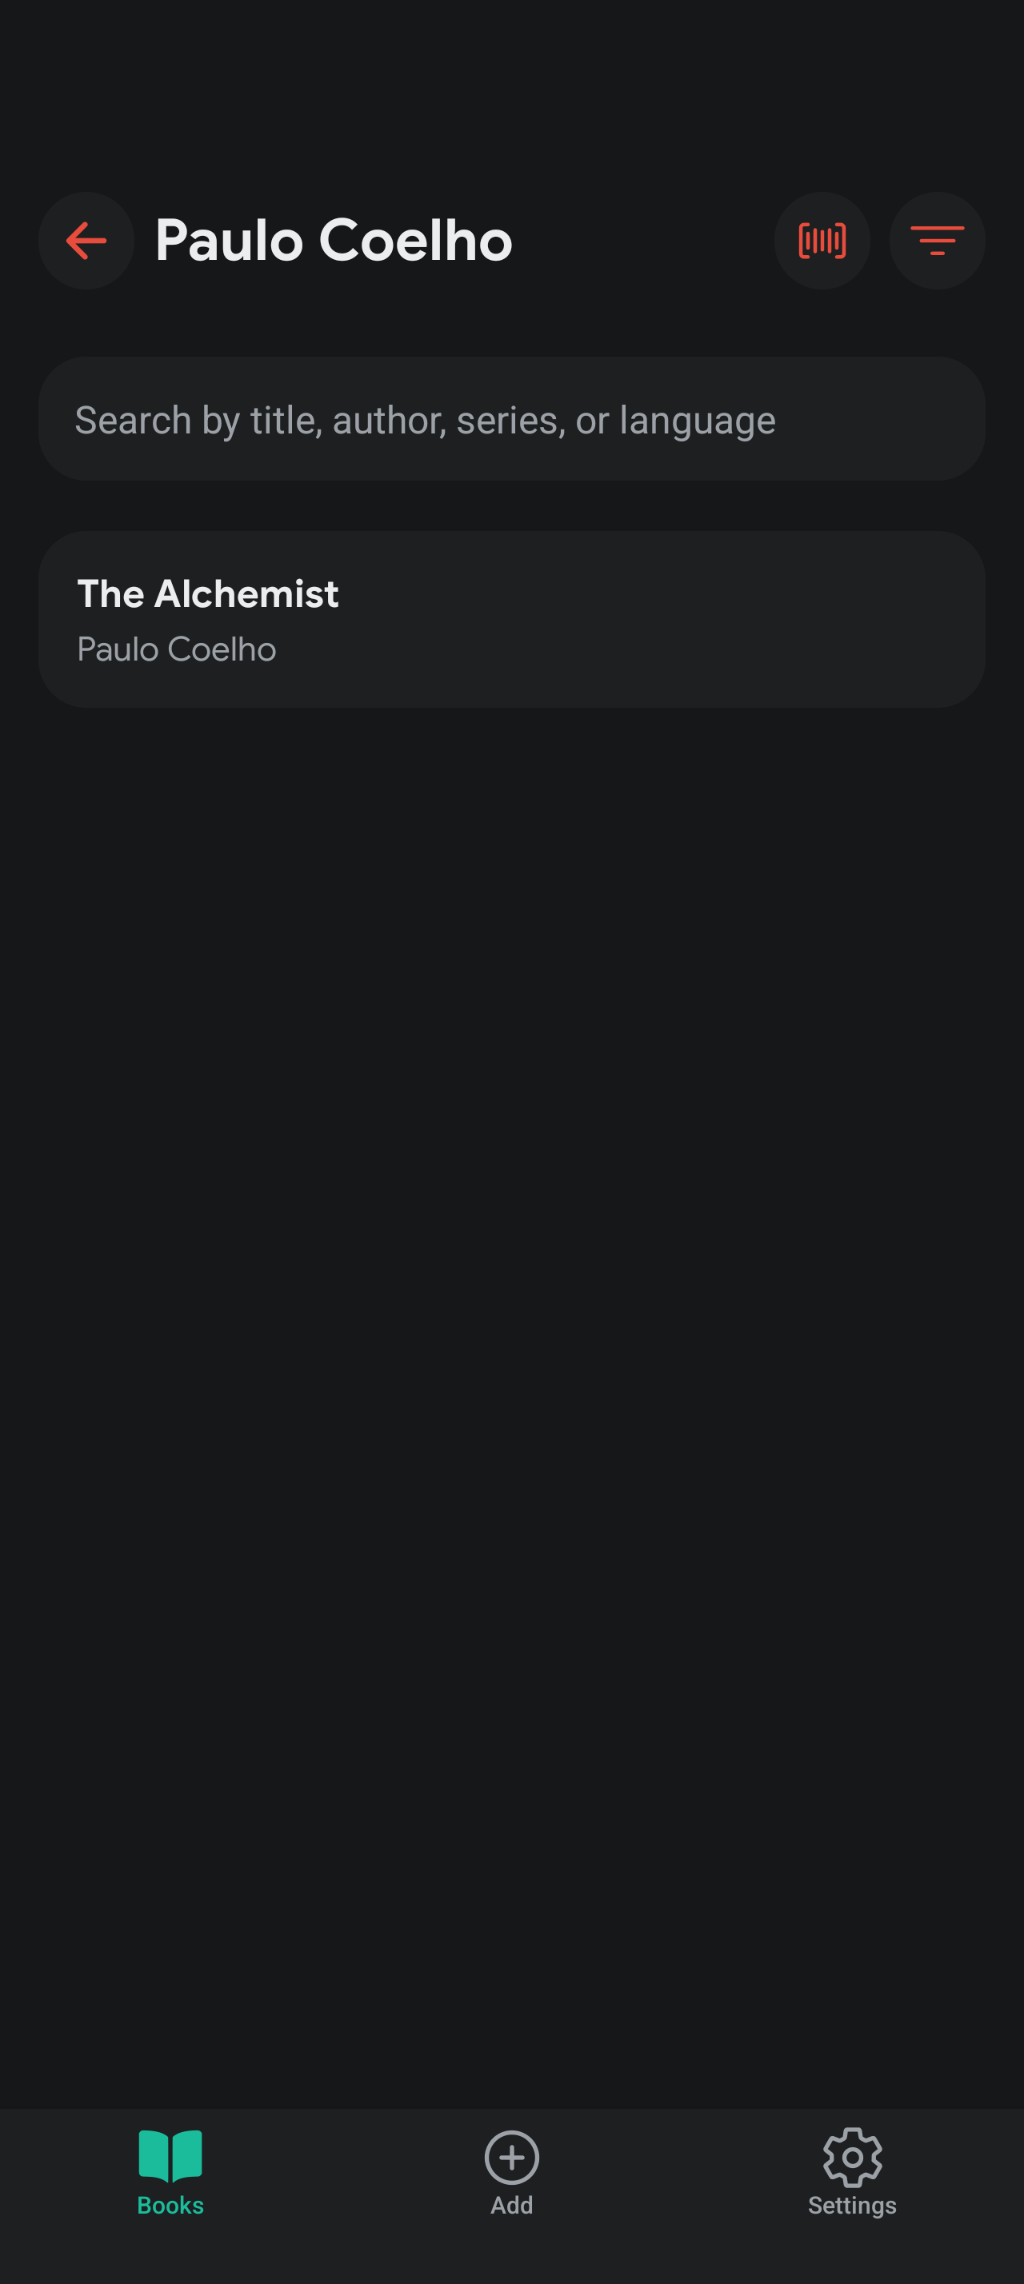 Paulo Coelho
Search by title, author, series, or language
The Alchemist
Paulo Coelho
Books
Add
Settings